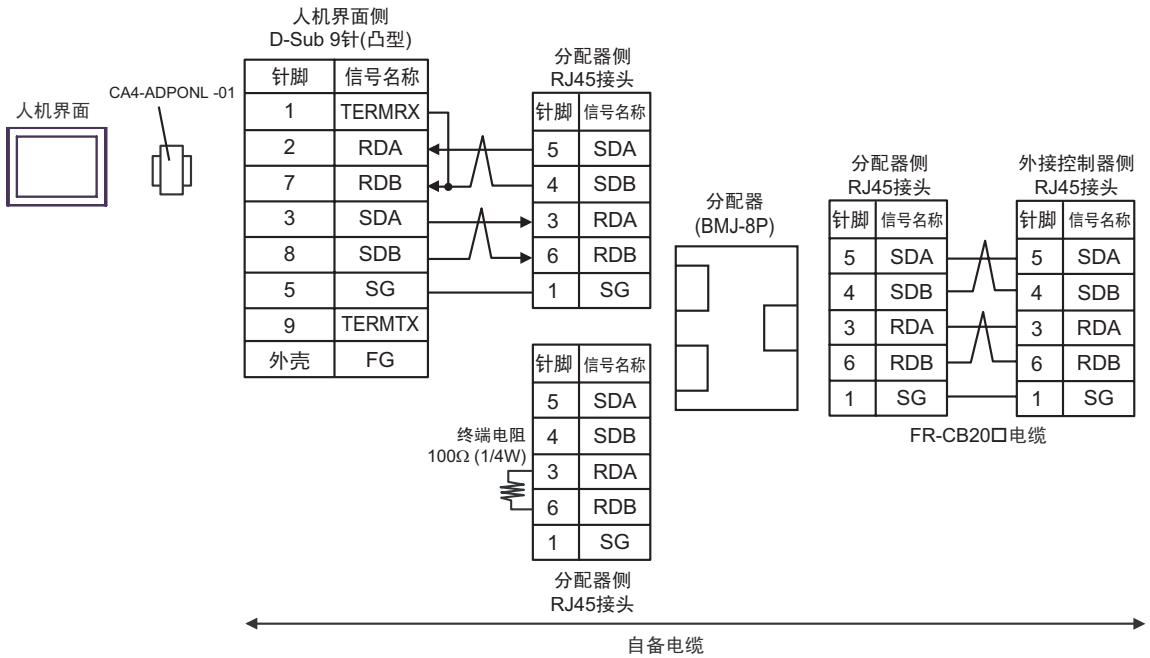 人机界面
CA4-ADPONL -01
人机界面侧
D-Sub 9针(凸型)
针脚 信号名称
1 TERMRX
2 RDA
7 RDB
3 SDA
8 SDB
5 SG
9 TERMTX
外壳 FG
分配器侧
RJ45接头
针脚 信号名称
5 SDA
4 SDB
3 RDA
6 RDB
1 SG
终端电阻
100Ω (1/4W)
针脚 信号名称
5 SDA
4 SDB
3 RDA
6 RDB
1 SG
分配器侧
RJ45接头
分配器
(BMJ-8P)
分配器侧
RJ45接头
针脚 信号名称
5 SDA
4 SDB
3 RDA
6 RDB
1 SG
外接控制器侧
RJ45接头
针脚 信号名称
5 SDA
4 SDB
3 RDA
6 RDB
1 SG
FR-CB20口电缆
自备电缆